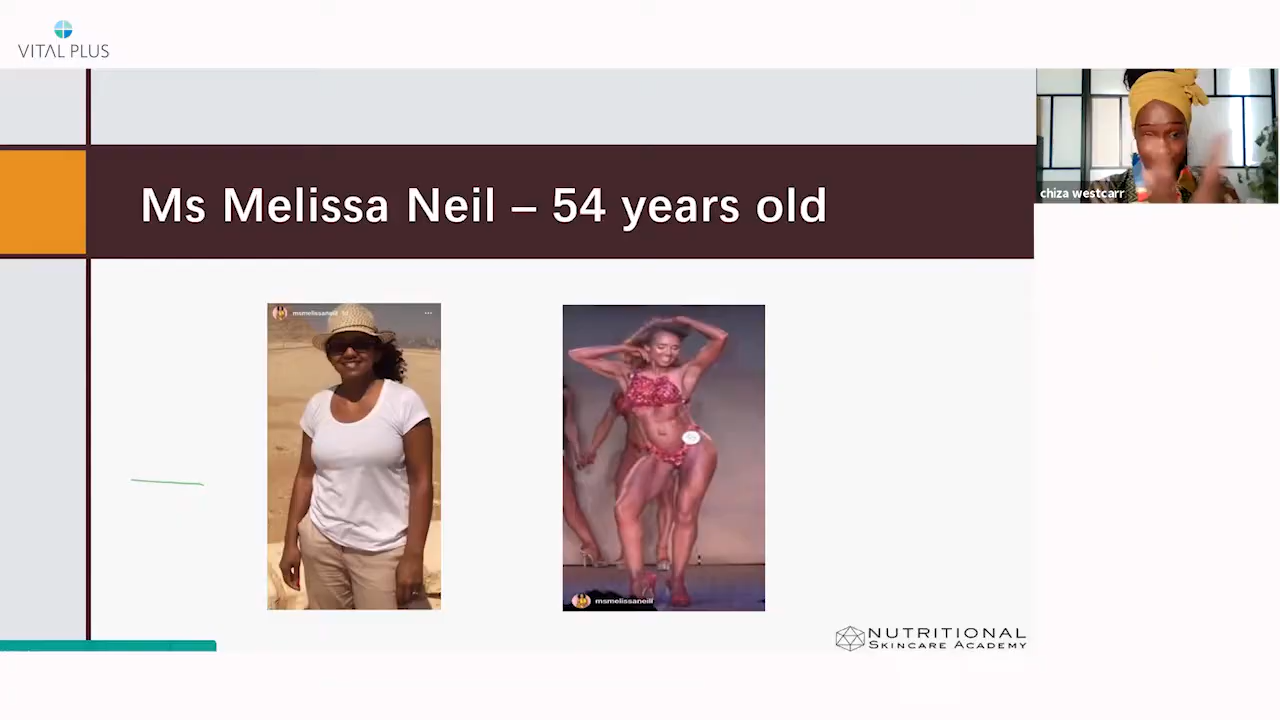 VITAL PLUS
chiza westcarr
Ms Melissa Neil – 54 years old
msmelissaneil
msmelissaneil
NUTRITIONAL
SKINCARE ACADEMY